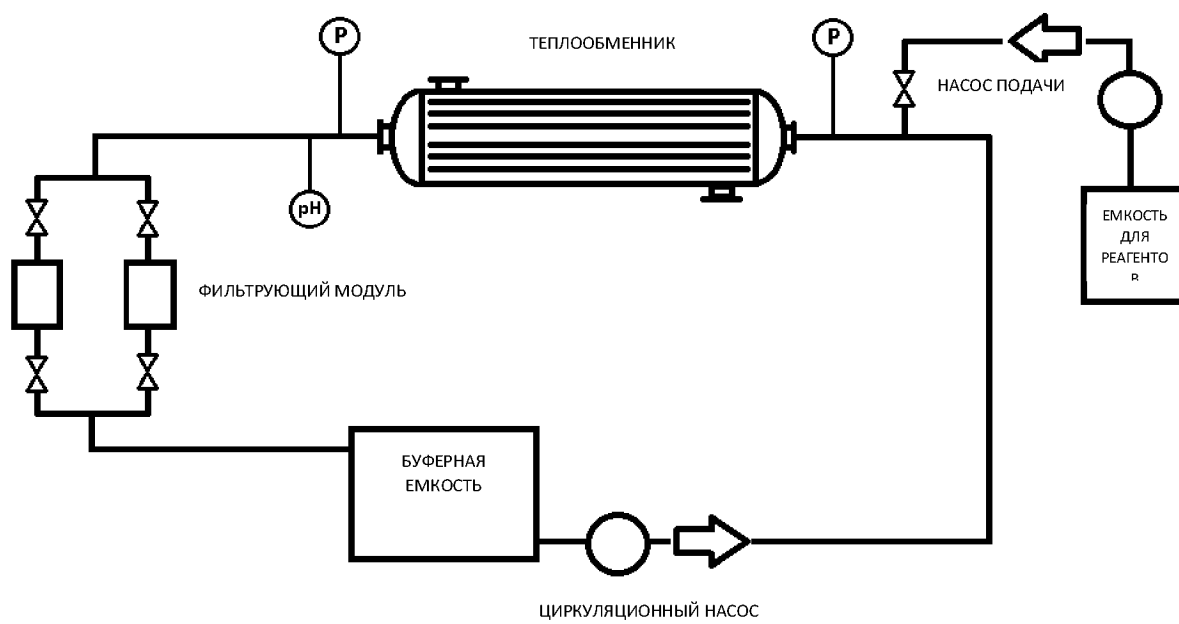 P
ТЕПЛООБМЕННИК
P
НАСОС ПОДАЧИ
pH
ЕМКОСТЬ
ДЛЯ
РЕАГЕНТО
В
ФИЛЬТРУЮЩИЙ МОДУЛЬ
БУФЕРНАЯ
ЕМКОСТЬ
ЦИРКУЛЯЦИОННЫЙ НАСОС